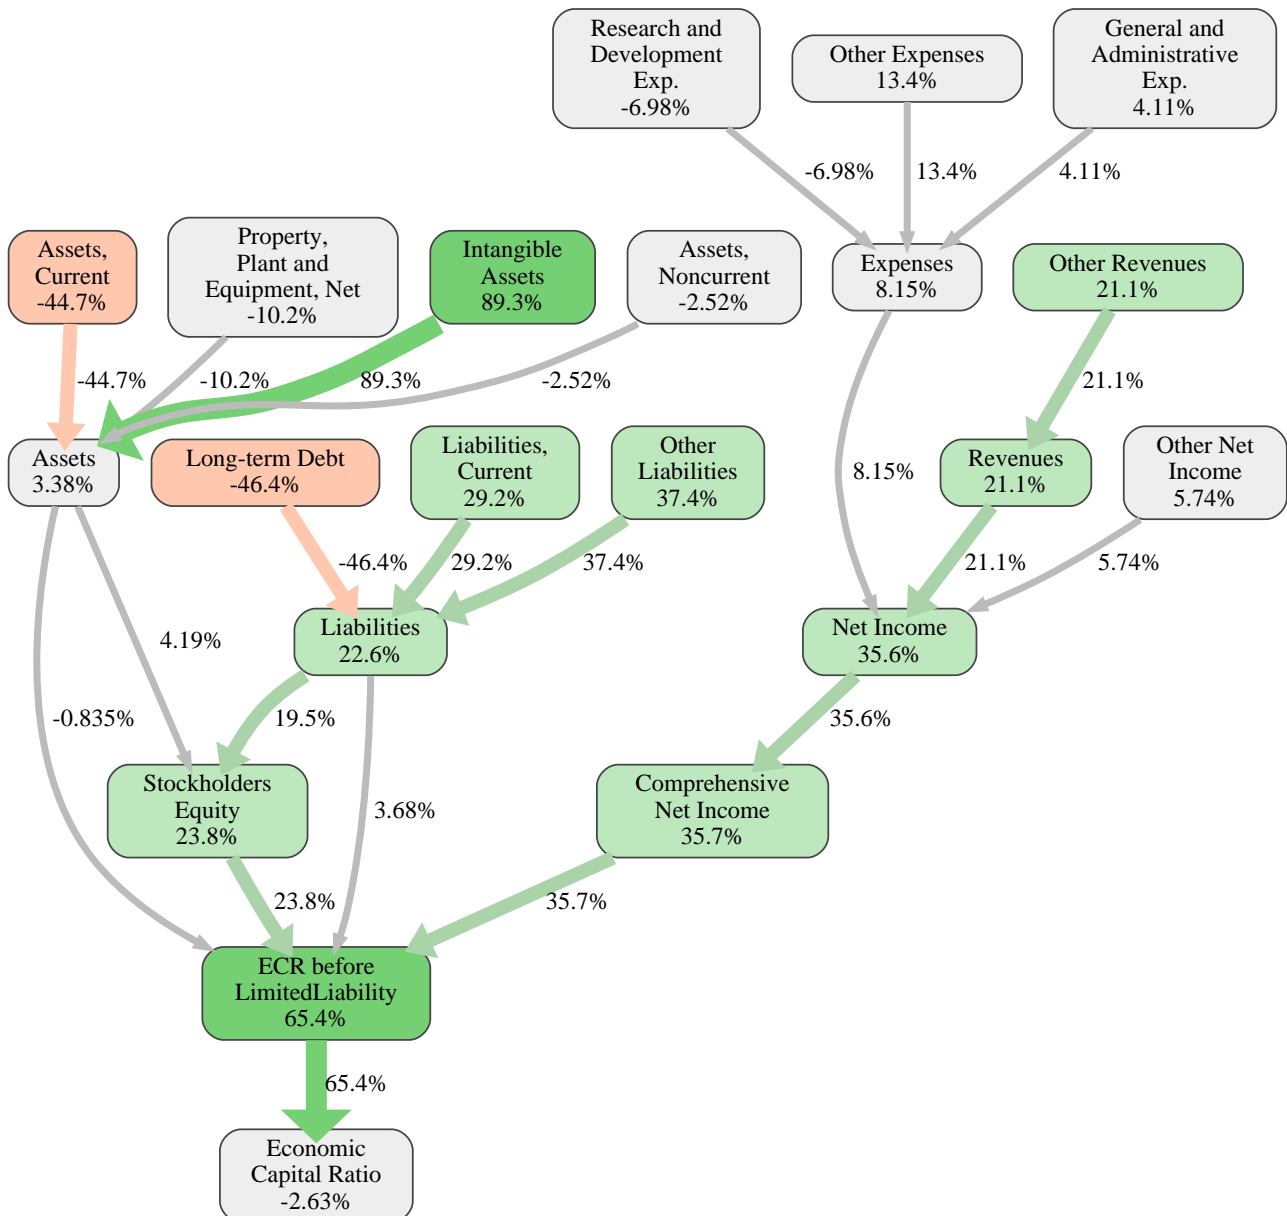 Research and
Development
Exp.
-6.98%
Other Expenses
13.4%
General and
Administrative
Exp.
4.11%
-6.98%
13.4%
4.11%
Assets,
Current
-44.7%
Property,
Plant and
Equipment, Net
-10.2%
Intangible
Assets
89.3%
Assets,
Noncurrent
-2.52%
Expenses
8.15%
Other Revenues
21.1%
-44.7%
-10.2%
89.3%
-2.52%
21.1%
Assets
3.38%
Long-term Debt
-46.4%
Liabilities,
Current
29.2%
Other
Liabilities
37.4%
8.15%
Revenues
21.1%
Other Net
Income
5.74%
-46.4%
29.2%
37.4%
21.1%
5.74%
4.19%
Liabilities
22.6%
Net Income
35.6%
-0.835%
19.5%
35.6%
Stockholders
Equity
23.8%
3.68%
Comprehensive
Net Income
35.7%
23.8%
35.7%
ECR before
LimitedLiability
65.4%
65.4%
Economic
Capital Ratio
-2.63%